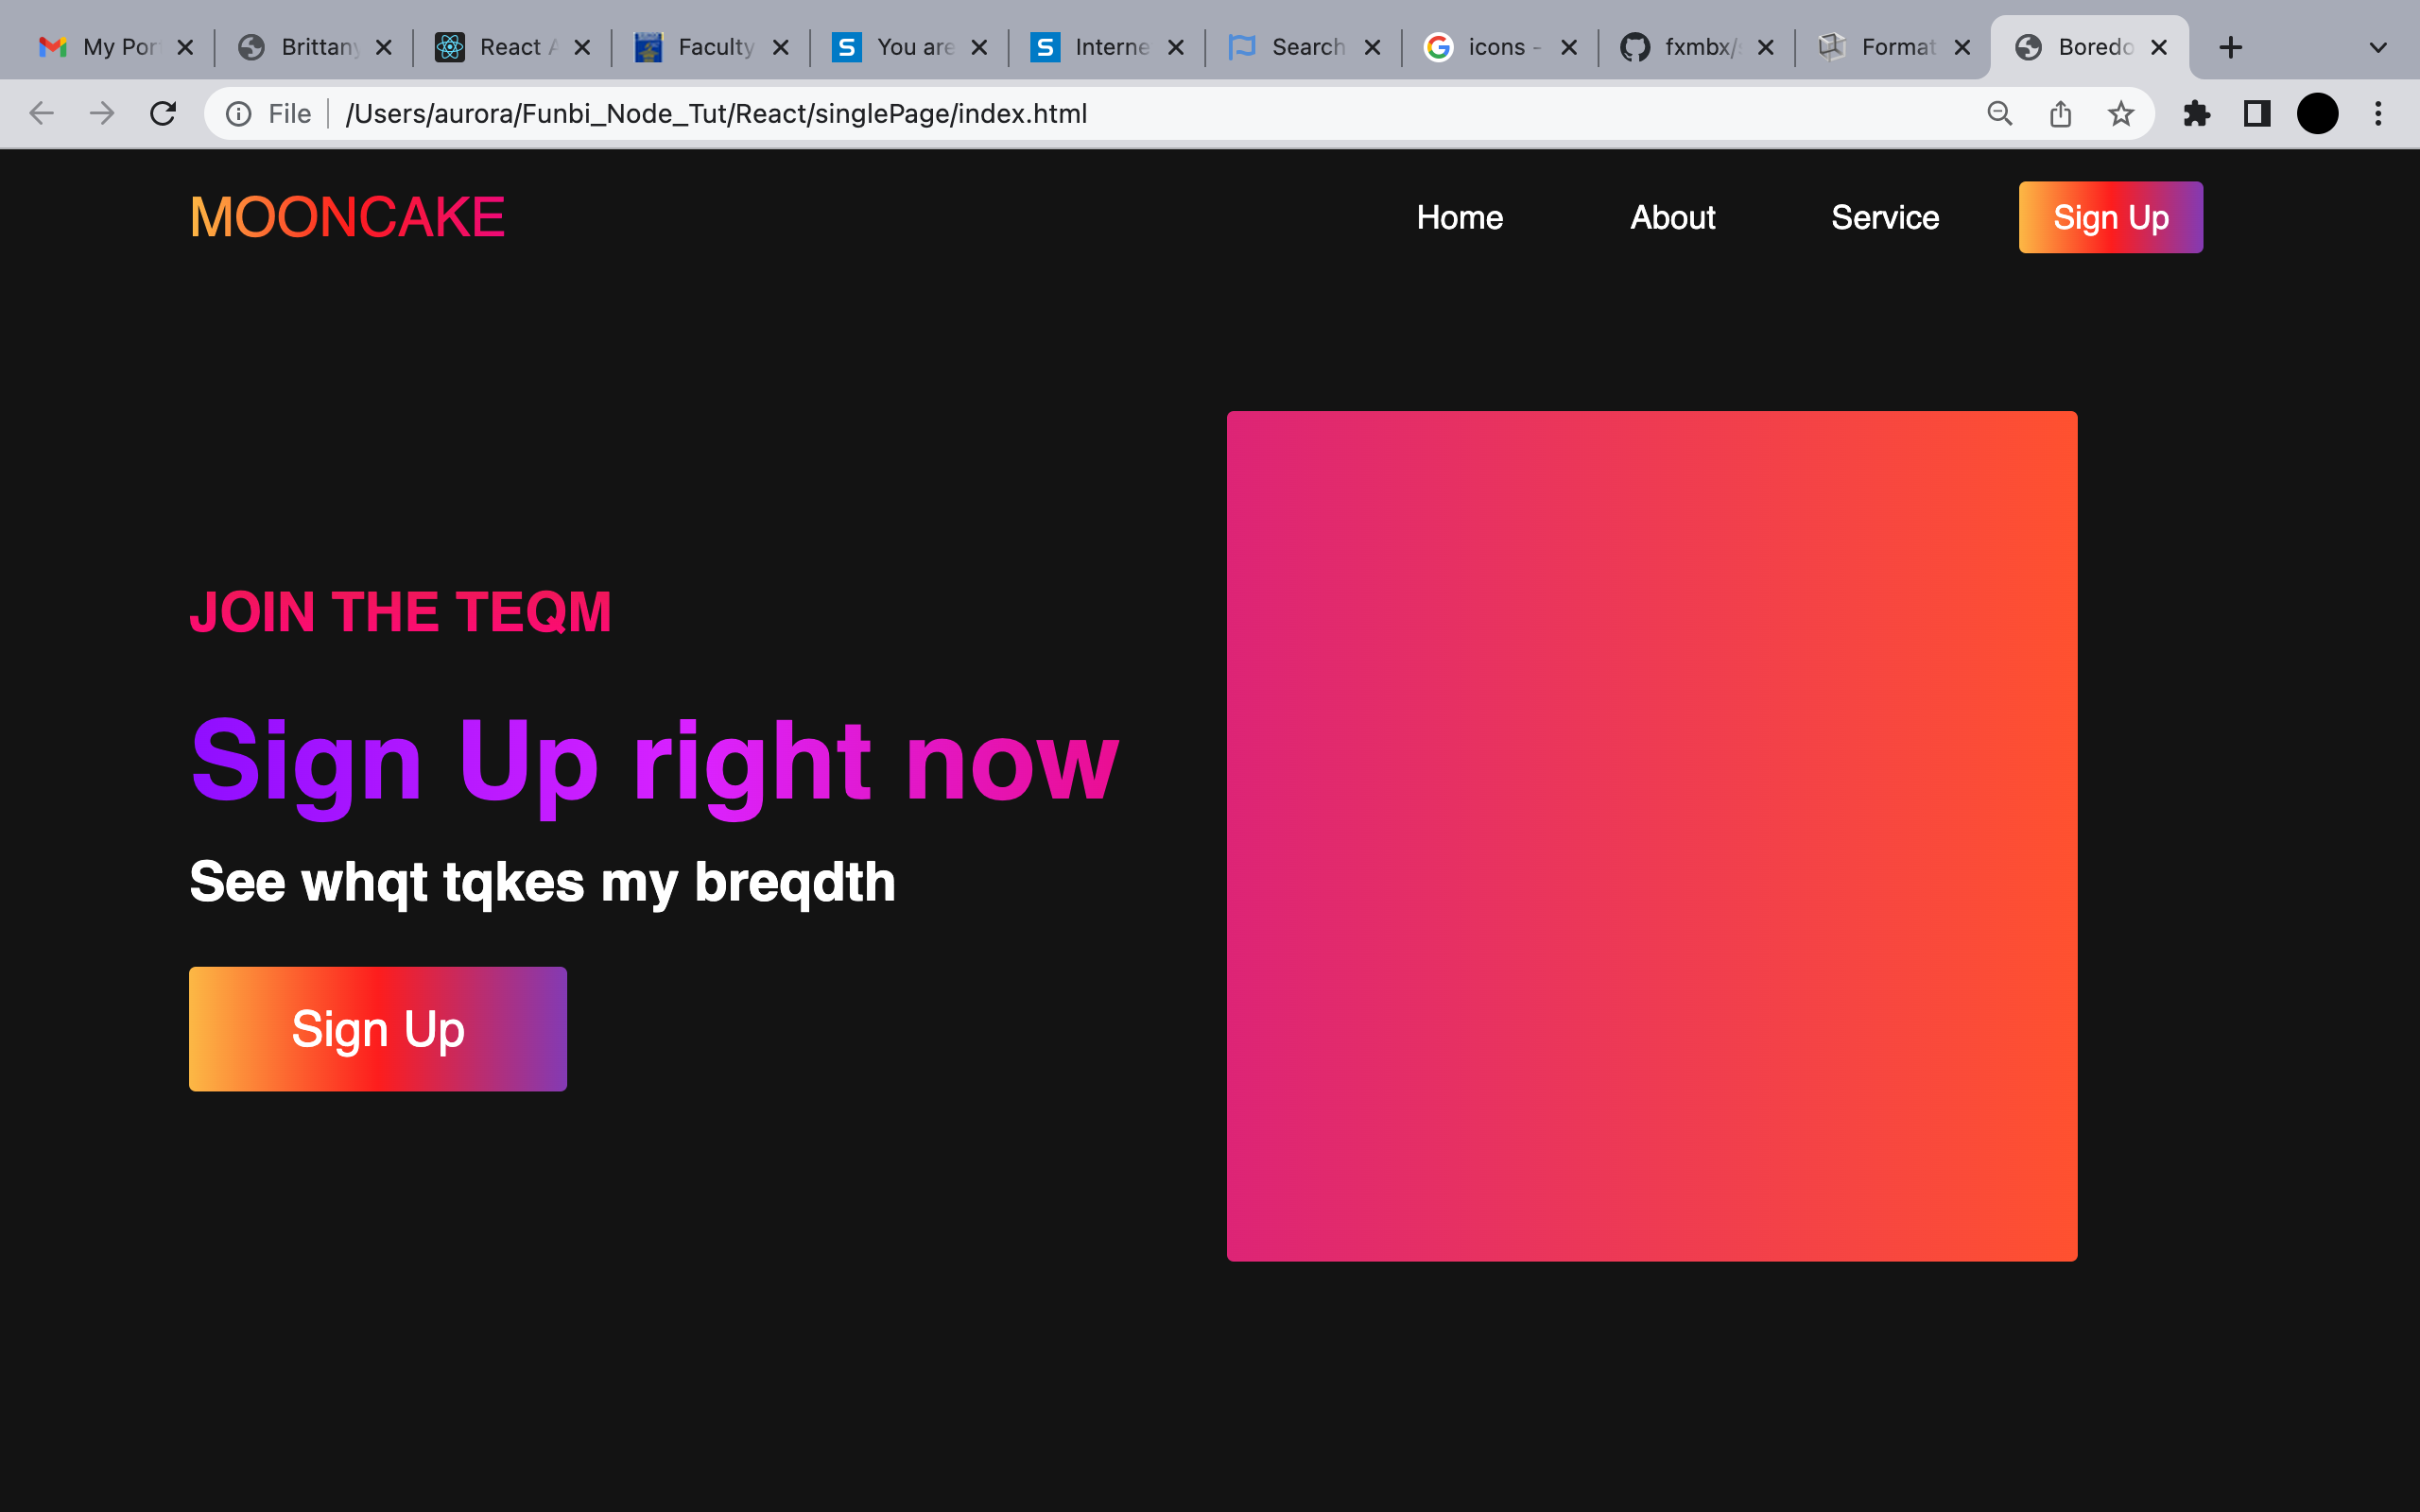 My Por
Brittany
React A
Faculty
You are
Interne
Search
icons -
fxmbx/s
Format
Boredo
File
/Users/aurora/Funbi_Node_Tut/React/singlePage/index.html
MOONCAKE
Home
About
Service
Sign Up
JOIN THE TEQM
Sign Up right now
See whqt tqkes my breqdth
Sign Up